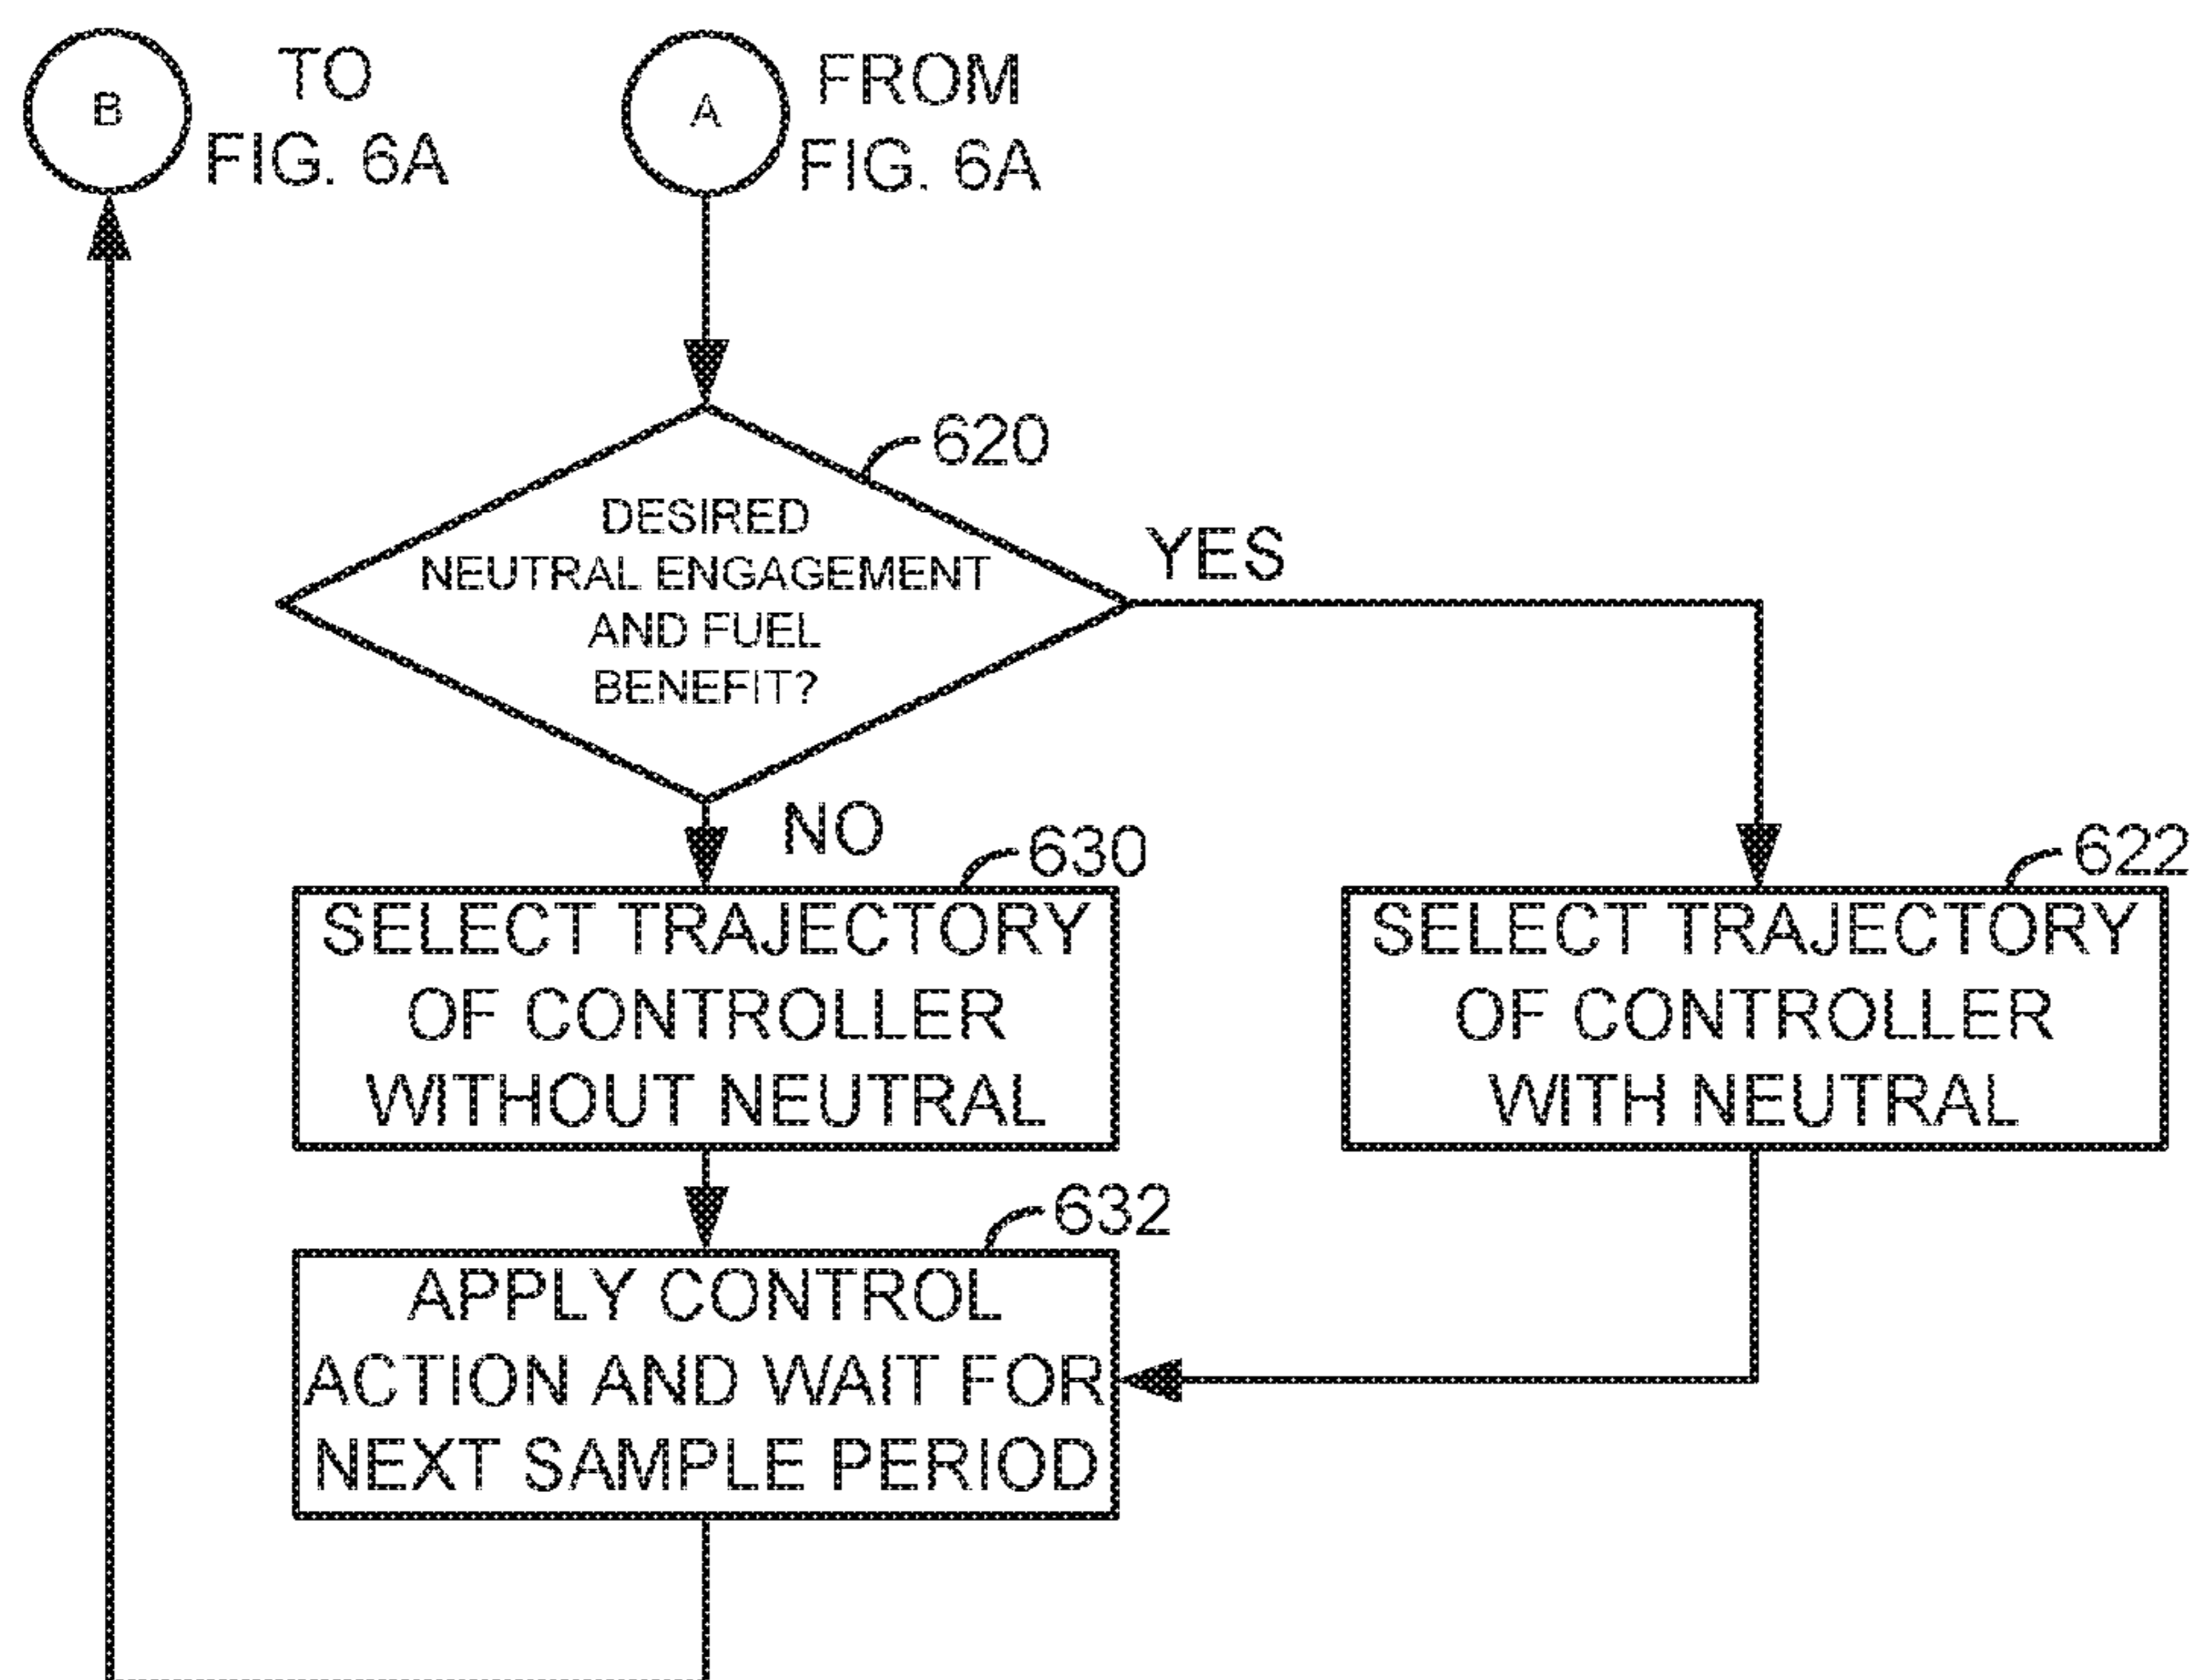 B
TO
FIG. 6A
A
FROM
FIG. 6A
620
DESIRED
NEUTRAL ENGAGEMENT
AND FUEL
BENEFIT?
YES
NO
630
SELECT TRAJECTORY
OF CONTROLLER
WITHOUT NEUTRAL
622
SELECT TRAJECTORY
OF CONTROLLER
WITH NEUTRAL
632
APPLY CONTROL
ACTION AND WAIT FOR
NEXT SAMPLE PERIOD